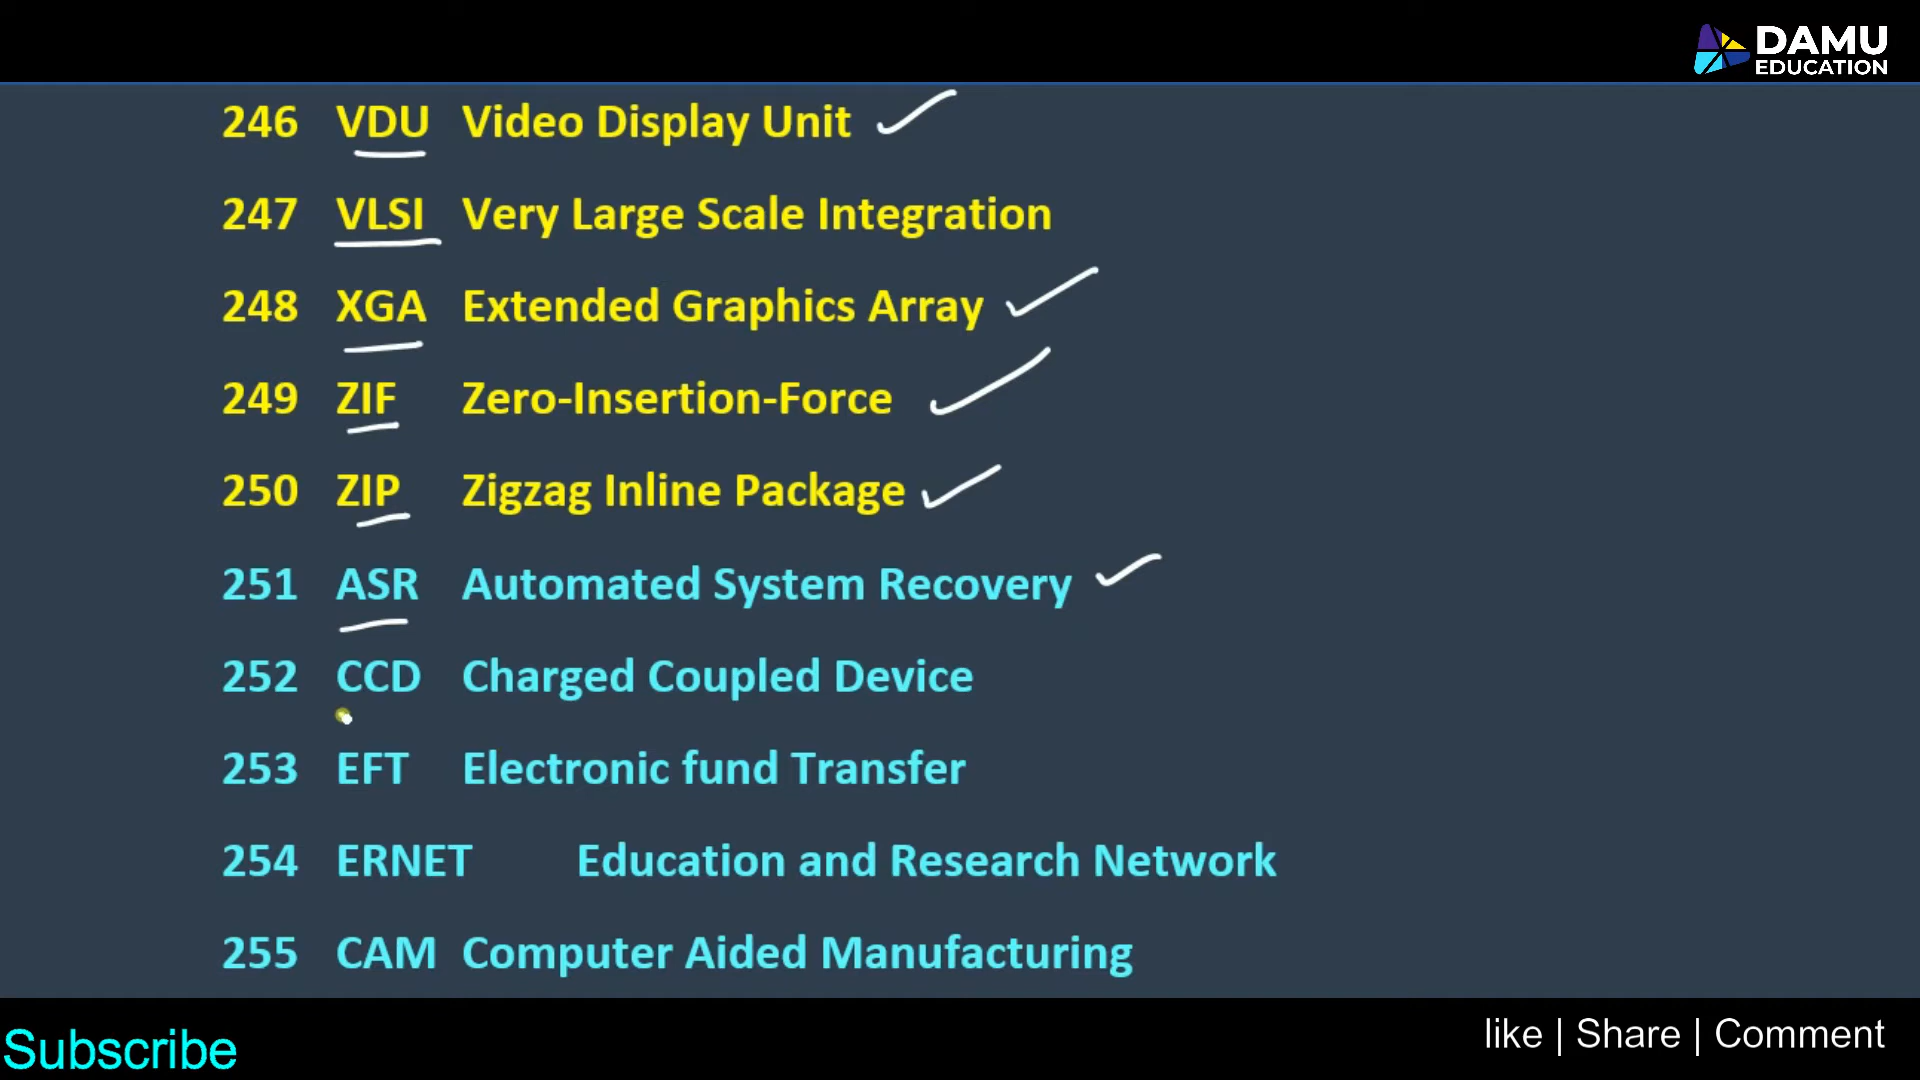 DAMU
EDUCATION
246 VDU Video Display Unit
247 VLSI Very Large Scale Integration
248 XGA Extended Graphics Array
249 ZIF Zero-Insertion-Force
250 ZIP Zigzag Inline Package
251 ASR Automated System Recovery
252 CCD Charged Coupled Device
253 EFT Electronic fund Transfer
254 ERNET Education and Research Network
255 CAM Computer Aided Manufacturing
Subscribe
like | Share | Comment